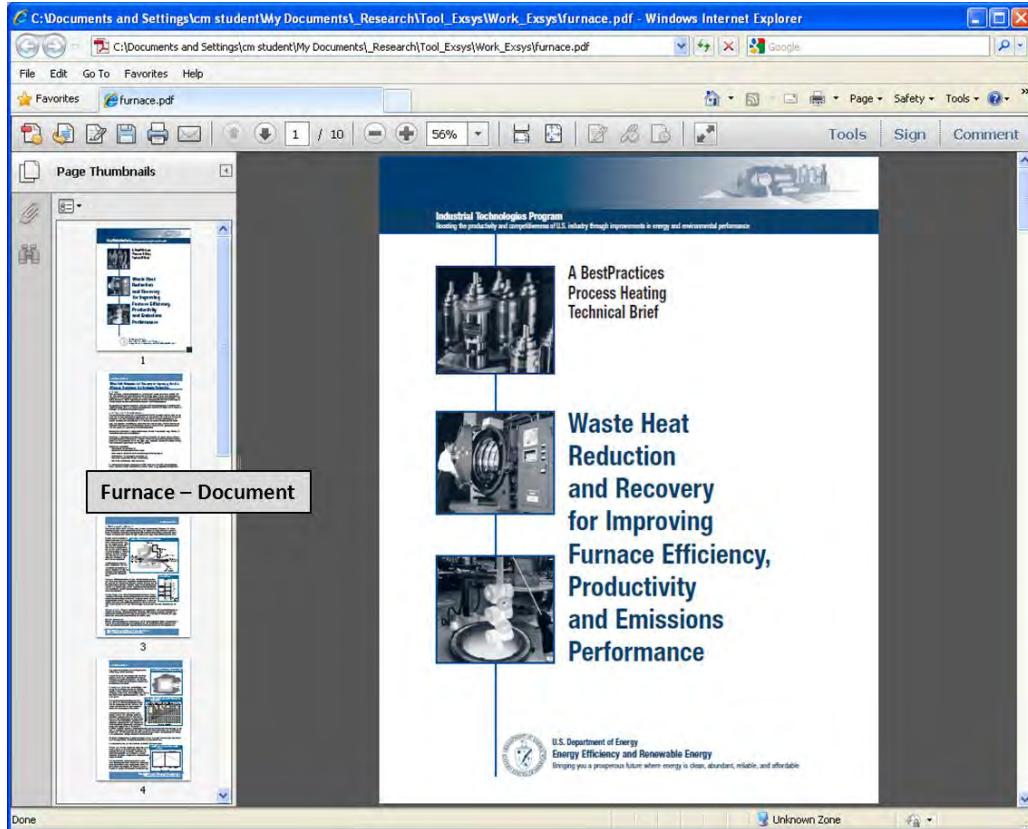 C:\Documents and Settings\cm student\My Documents\_Research\Tool_Exsys\Work_Exsys\furnace.pdf - Windows Internet Explorer
C:\Documents and Settings\cm student\My Documents\_Research\Tool_Exsys\Work_Exsys\furnace.pdf
Google
File Edit Go To Favorites Help
Favorites furnace.pdf Page Safety Tools
1 / 10 56% Tools Sign Comment
Page Thumbnails
1
Furnace – Document
3
4
Industrial Technologies Program
Boosting the productivity and competitiveness of U.S. industry through improvements in energy and environmental performance
A BestPractices
Process Heating
Technical Brief
Waste Heat
Reduction
and Recovery
for Improving
Furnace Efficiency,
Productivity
and Emissions
Performance
U.S. Department of Energy
Energy Efficiency and Renewable Energy
Bringing you a prosperous future where energy is clean, abundant, reliable, and affordable
Done Unknown Zone